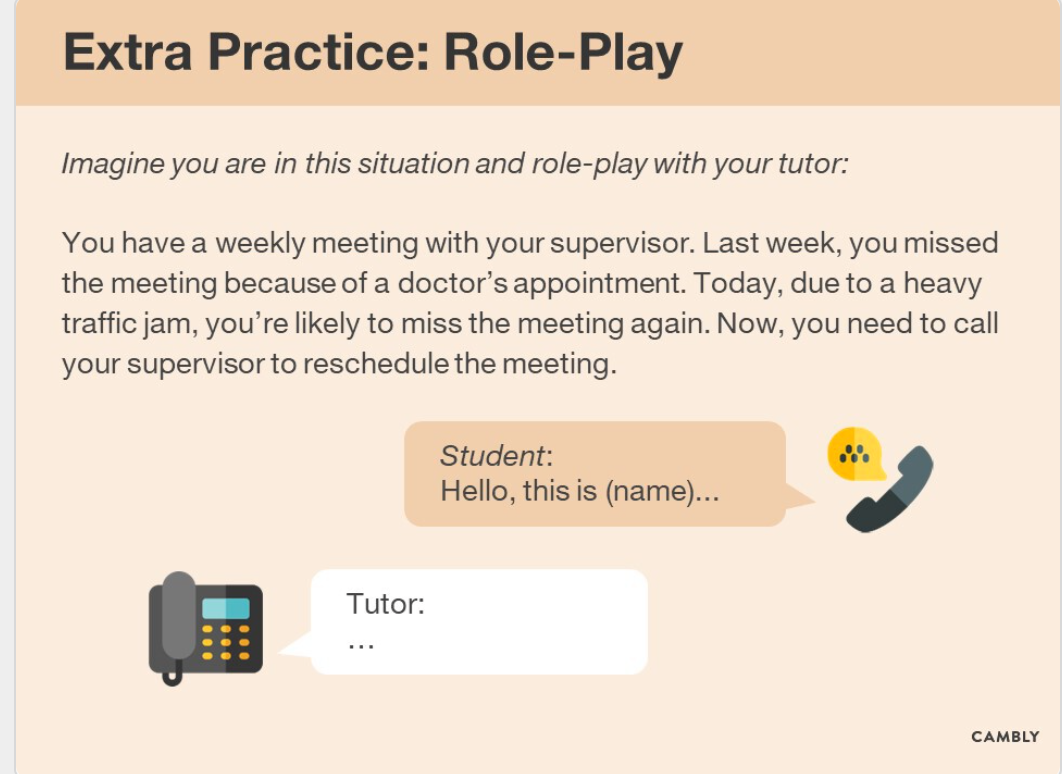 Extra Practice: Role-Play
Imagine you are in this situation and role-play with your tutor:
You have a weekly meeting with your supervisor. Last week, you missed
the meeting because of a doctor's appointment. Today, due to a heavy
traffic jam, you're likely to miss the meeting again. Now, you need to call
your supervisor to reschedule the meeting.
Student:
Hello, this is (name)...
Tutor:
...
CAMBLY